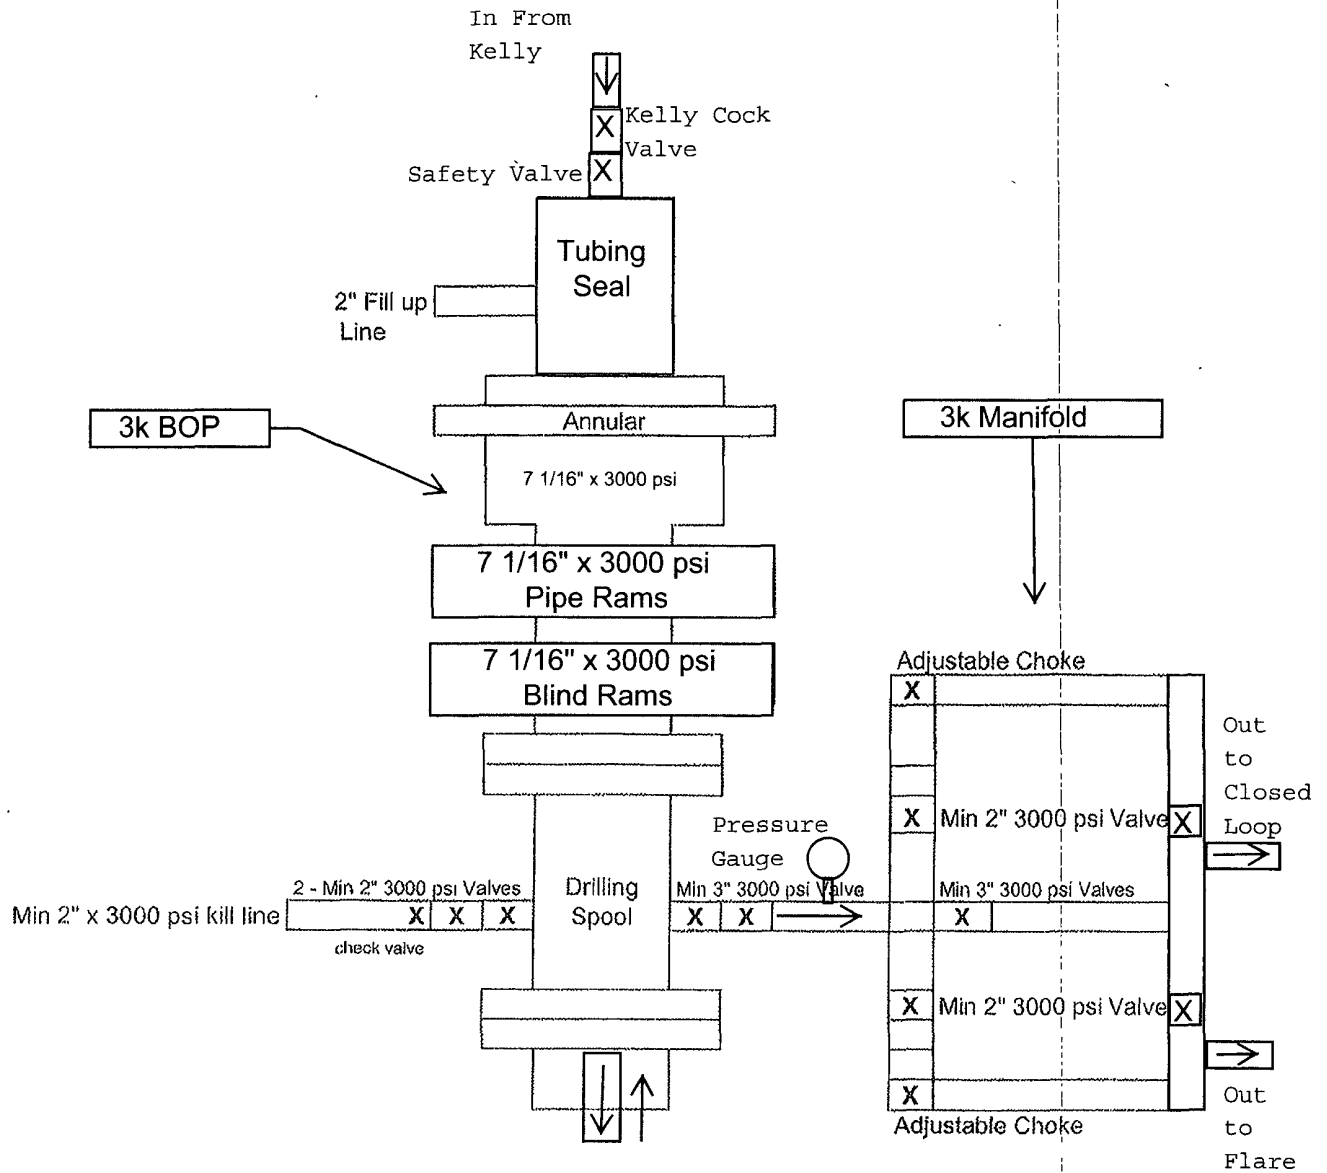 In From
Kelly
Kelly Cock
Valve
X
Safety Valve
X
Tubing
Seal
2" Fill up
Line
3k BOP
Annular
3k Manifold
7 1/16" x 3000 psi
7 1/16" x 3000 psi
Pipe Rams
7 1/16" x 3000 psi
Blind Rams
Adjustable Choke
X
Out
to
Closed
Loop
X Min 2" 3000 psi Valve X
Pressure
Gauge
2 - Min 2" 3000 psi Valves
Drilling
Spool
Min 3" 3000 psi Valve
Min 3" 3000 psi Valves
Min 2" x 3000 psi kill line
X X X
X X
X
check valve
X Min 2" 3000 psi Valve X
X
Adjustable Choke
Out
to
Flare